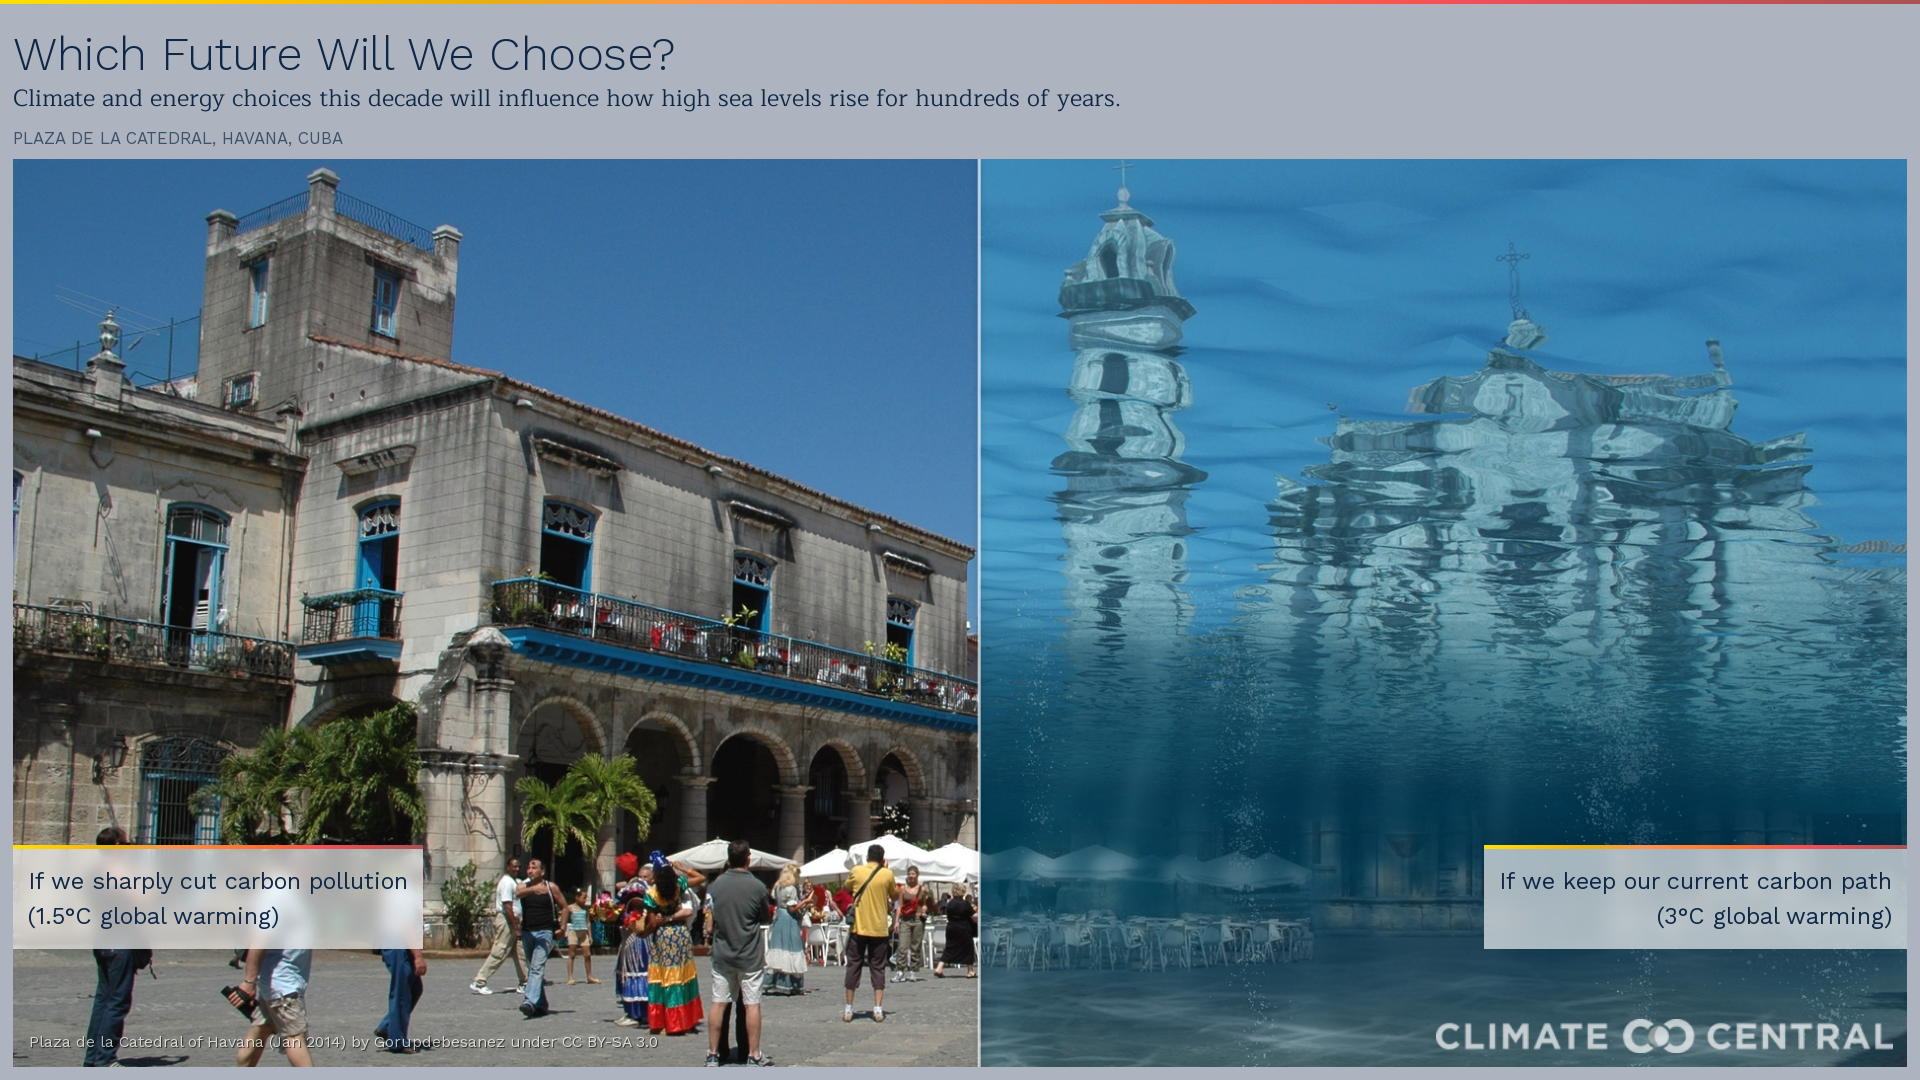 Which Future Will We Choose?
Climate and energy choices this decade will influence how high sea levels rise for hundreds of years.
PLAZA DE LA CATEDRAL, HAVANA, CUBA
If we sharply cut carbon pollution
(1.5°C global warming)
If we keep our current carbon path
(3°C global warming)
Plaza de la Catedral of Havana (Jan 2014) by Gorupdebesanez under CC BY-SA 3.0
CLIMATE CENTRAL